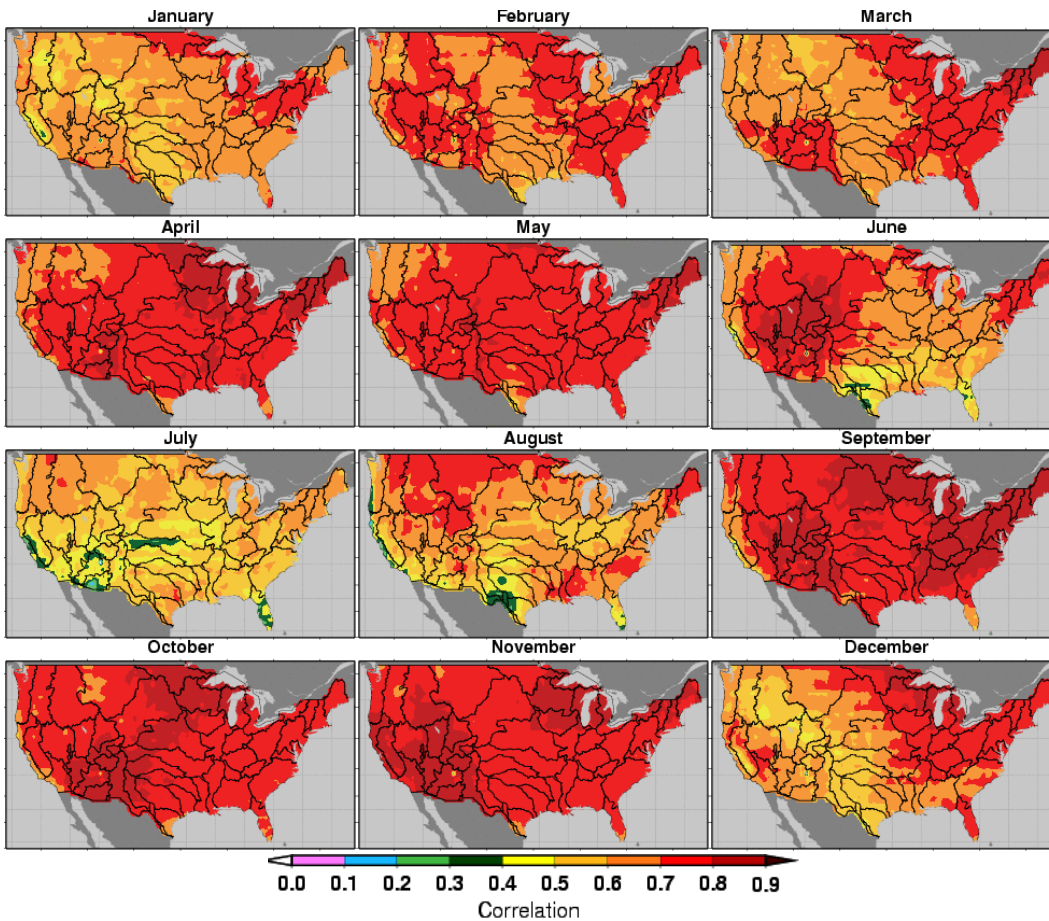 January February March
April May June
July August September
October November December
0.0 0.1 0.2 0.3 0.4 0.5 0.6 0.7 0.8 0.9
Correlation